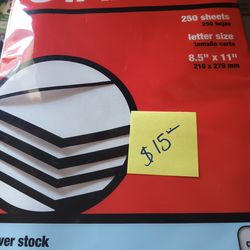 250 sheets
250 hojas
letter size
tamaño carta
8.5" x 11"
216 x 279 mm
$15
ver stock